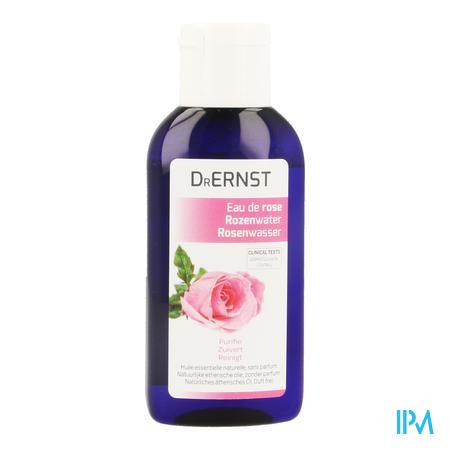 DRERNST
Eau de rose
Rozenwater
Rosenwasser
CLINICAL TESTS
Purifie
Zuivert
Reinigt
Huile essentielle naturelle, sans parfum
Natuurlijke etherische olie, zonder parfum
Natürliches ätherisches Öl, Duft frei
IPM